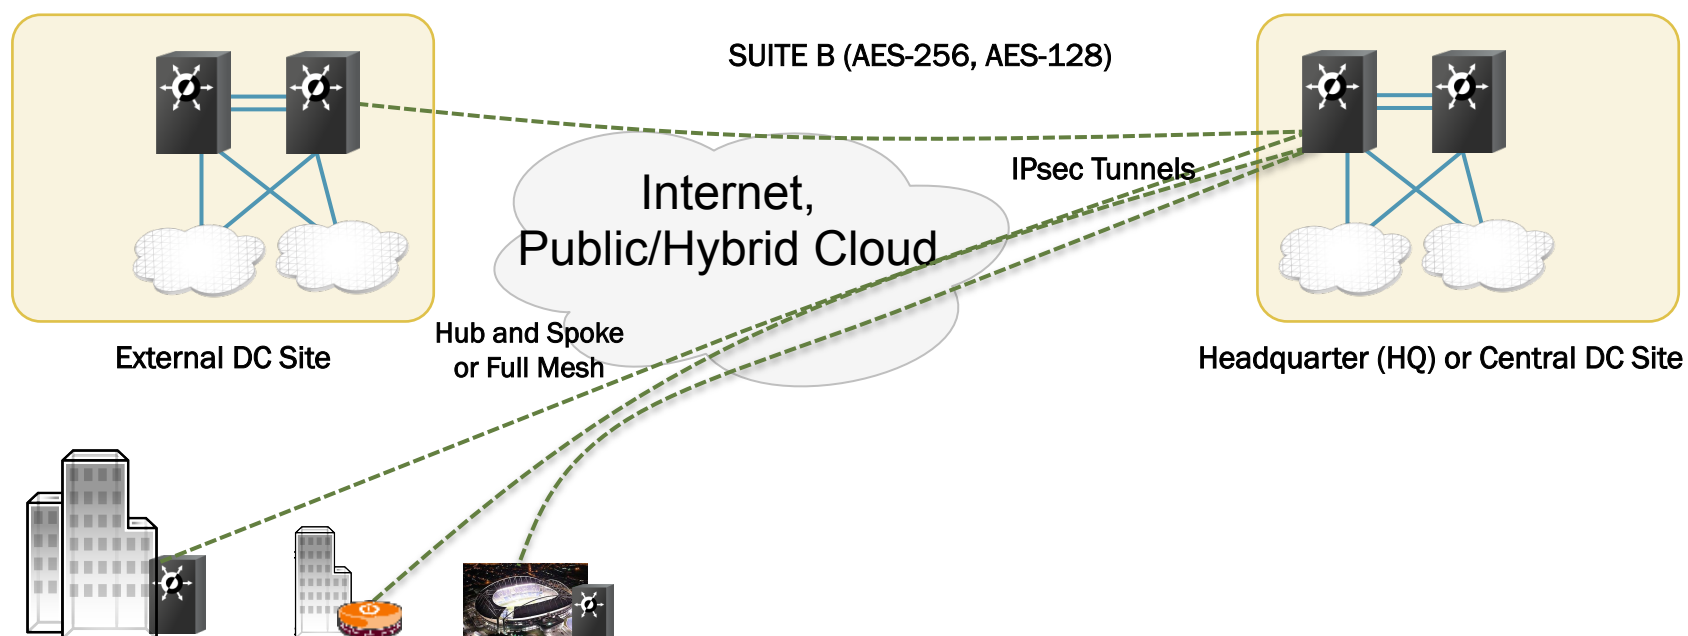 SUITE B (AES-256, AES-128)
IPsec Tunnels
Internet,
Public/Hybrid Cloud
Hub and Spoke
or Full Mesh
External DC Site
Headquarter (HQ) or Central DC Site